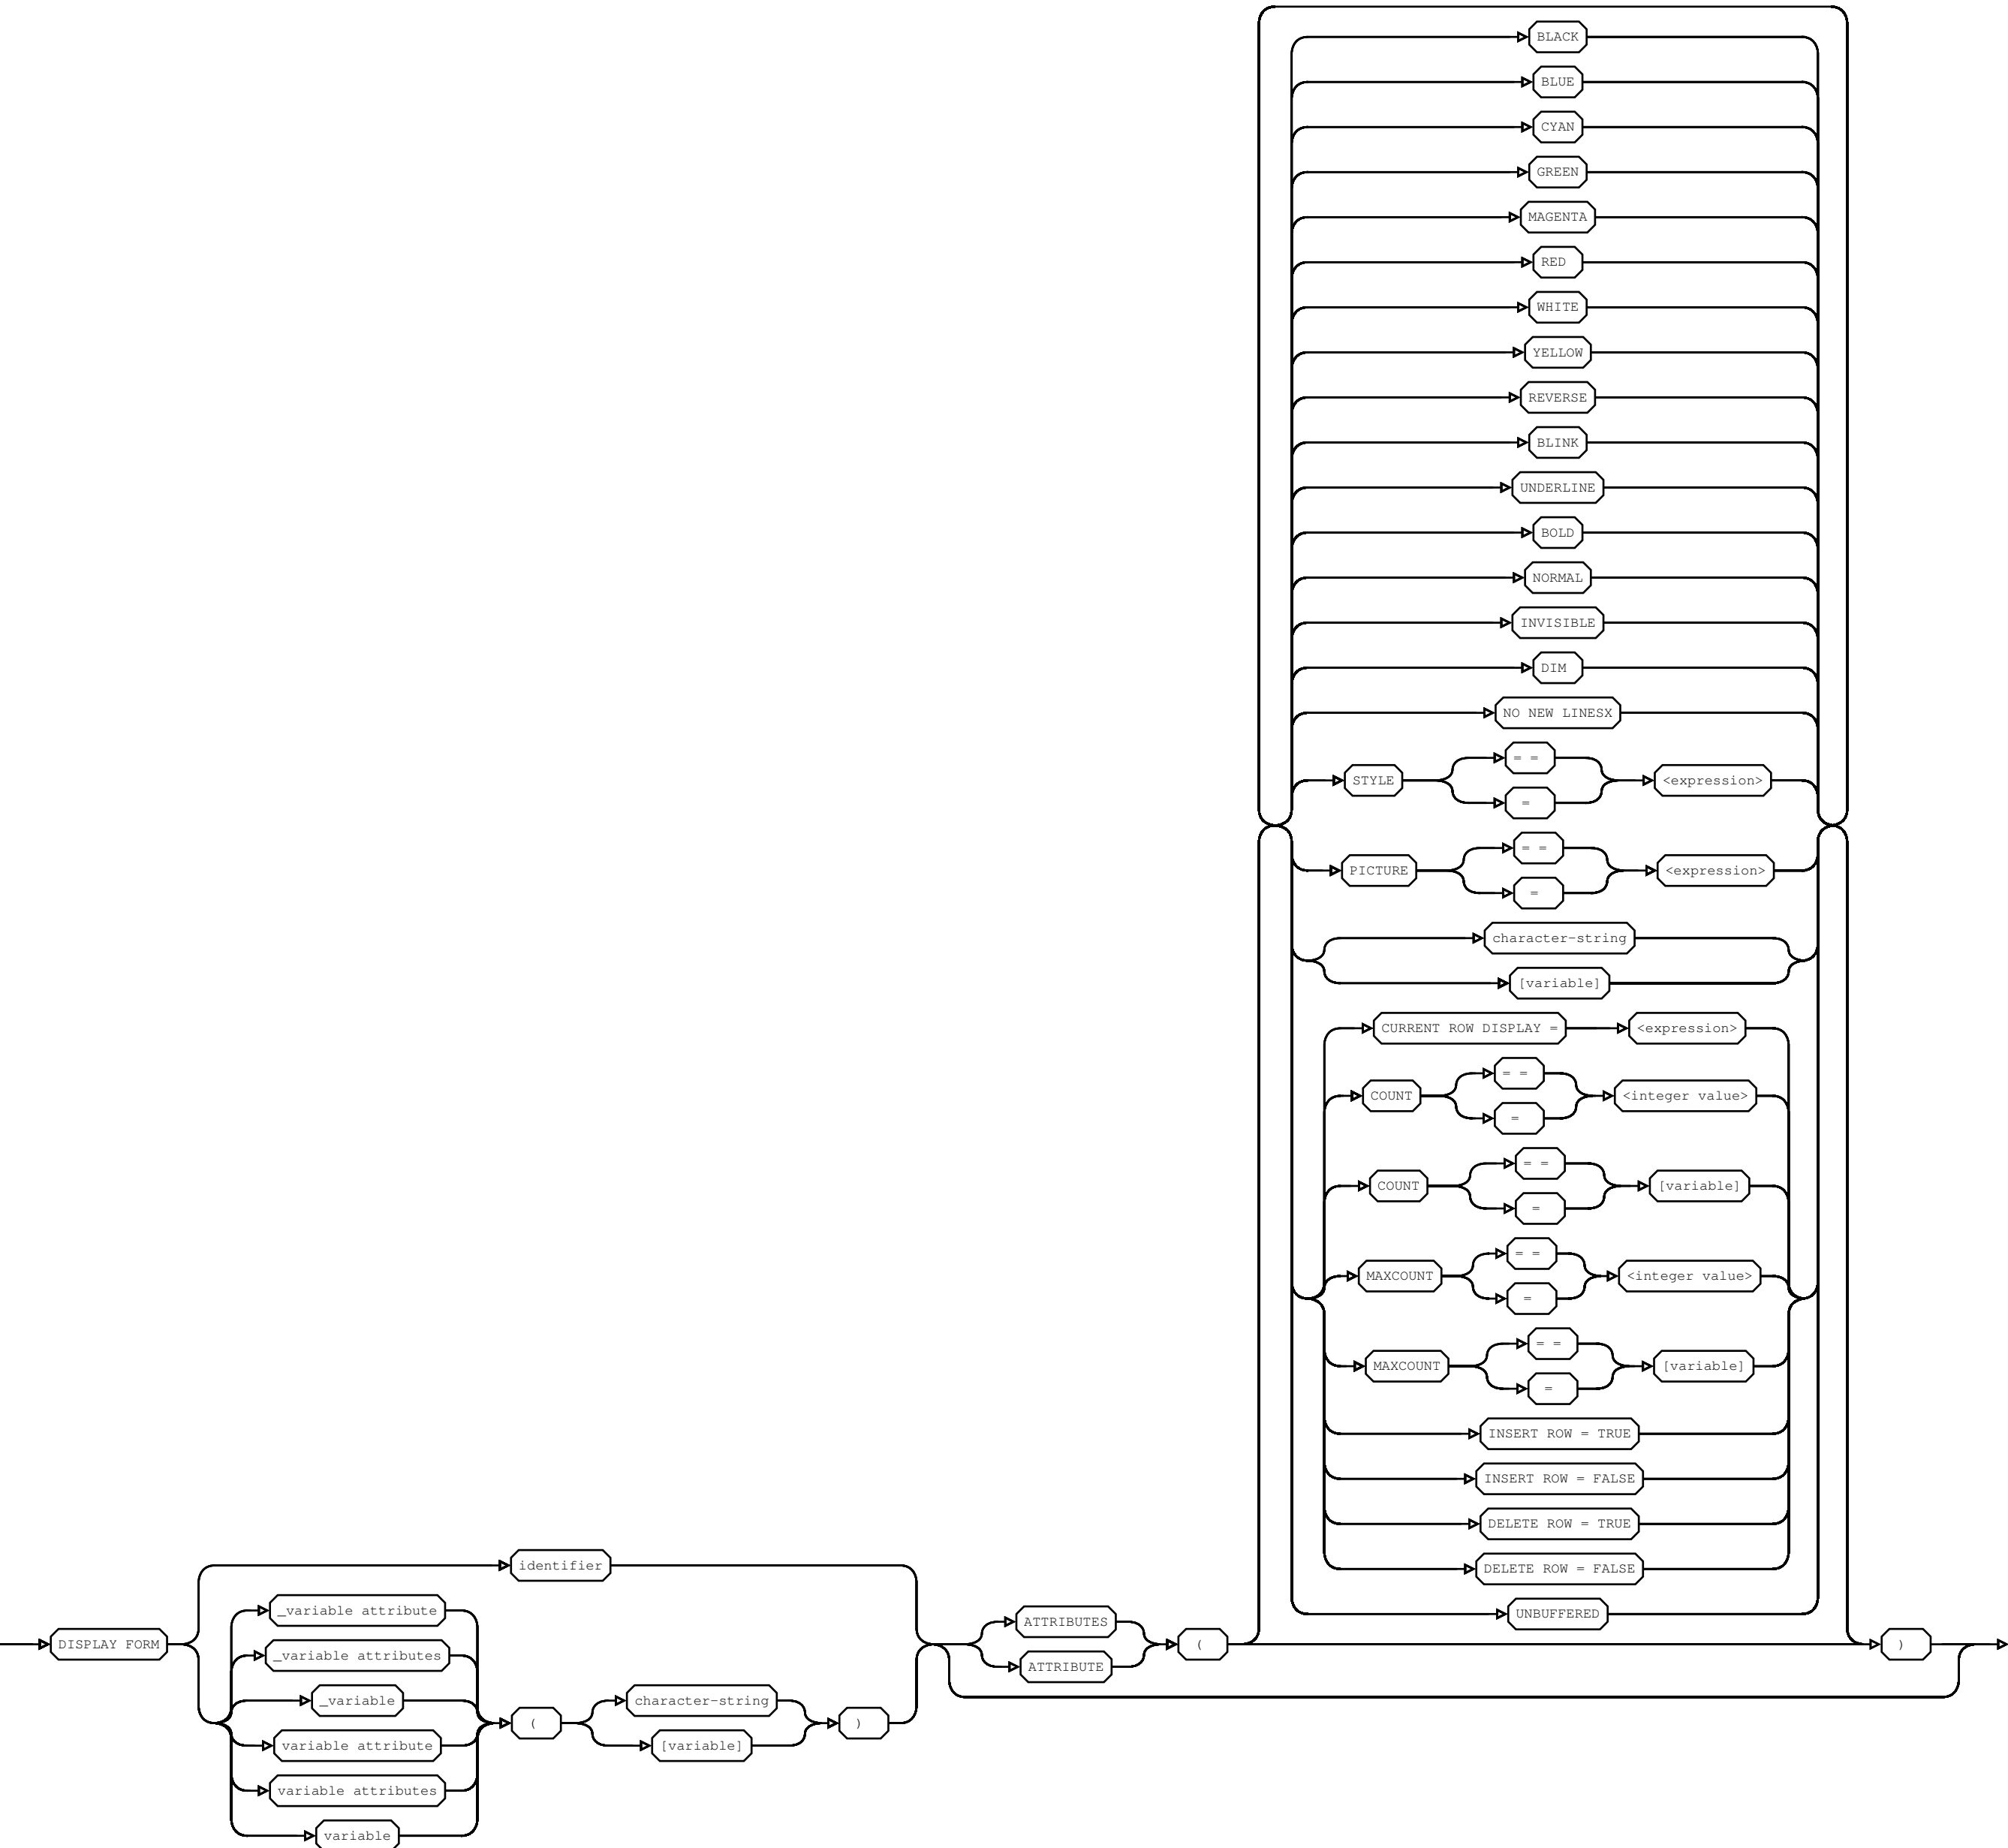 BLACK
BLUE
CYAN
GREEN
MAGENTA
RED
WHITE
YELLOW
REVERSE
BLINK
UNDERLINE
BOLD
NORMAL
INVISIBLE
DIM
NO NEW LINESX
= =
STYLE <expression>
=
= =
PICTURE <expression>
=
character-string
[variable]
CURRENT ROW DISPLAY = <expression>
= =
COUNT <integer value>
=
= =
COUNT [variable]
=
= =
MAXCOUNT <integer value>
=
= =
MAXCOUNT [variable]
=
INSERT ROW = TRUE
INSERT ROW = FALSE
DELETE ROW = TRUE
DELETE ROW = FALSE
UNBUFFERED
identifier
_variable attribute
ATTRIBUTES
DISPLAY FORM ( )
_variable attributes
ATTRIBUTE
_variable character-string
( )
variable attribute [variable]
variable attributes
variable